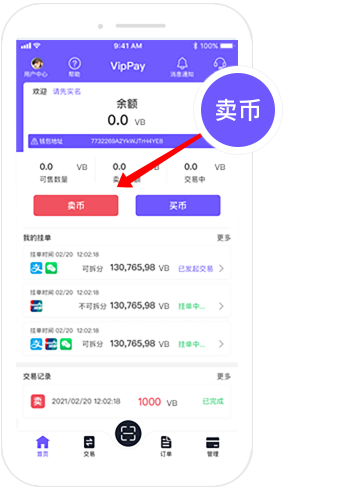 9:41 AM 100%
VipPay
用户中心 帮助 消息通知
卖币
欢迎 请先实名
余额
0.0 VB
钱包地址 7732269A2YkWJTrH4YE8
0.0 VB 0.0 VB 0.0 VB
可售数量 交易中
卖币 买币
我的挂单 更多
挂单时间 02/20 12:02:18
可拆分 130,765,98 VB 已发起交易
挂单时间 02/20 12:02:18
不可拆分 130,765,98 VB 挂单中...
挂单时间 02/20 12:02:18
可拆分 130,765,98 VB 挂单中...
交易记录 更多
卖 2021/02/20 12:02:18 1000 VB 已完成
首页 交易 订单 管理